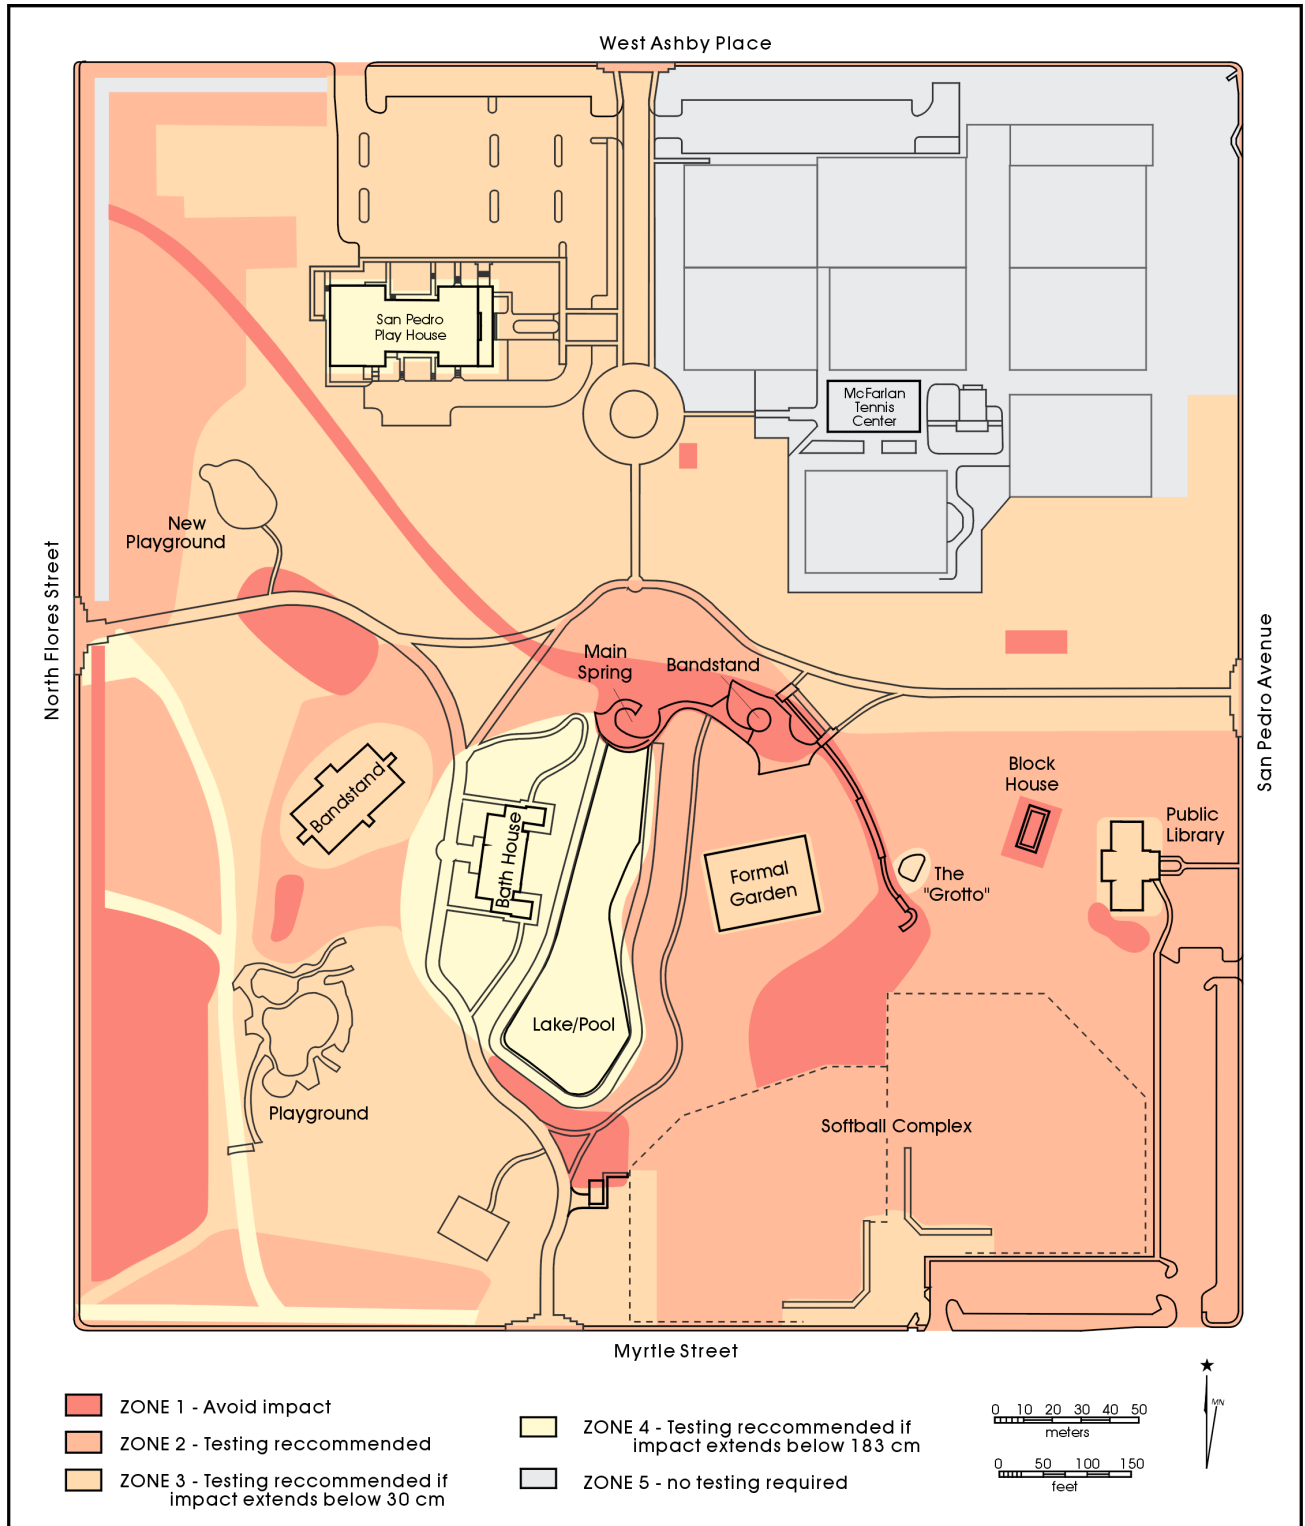 West Ashby Place
San Pedro
Play House
McFarlan
Tennis
Center
New
Playground
North Flores Street
San Pedro Avenue
Main
Spring
Bandstand
Block
House
Public
Library
Bandstand
Bath House
Formal
Garden
The
"Grotto"
Lake/Pool
Playground
Softball Complex
Myrtle Street
ZONE 1 - Avoid impact
ZONE 2 - Testing reccommended
ZONE 3 - Testing reccommended if
impact extends below 30 cm
ZONE 4 - Testing reccommended if
impact extends below 183 cm
ZONE 5 - no testing required
0 10 20 30 40 50
meters
0 50 100 150
feet
MN